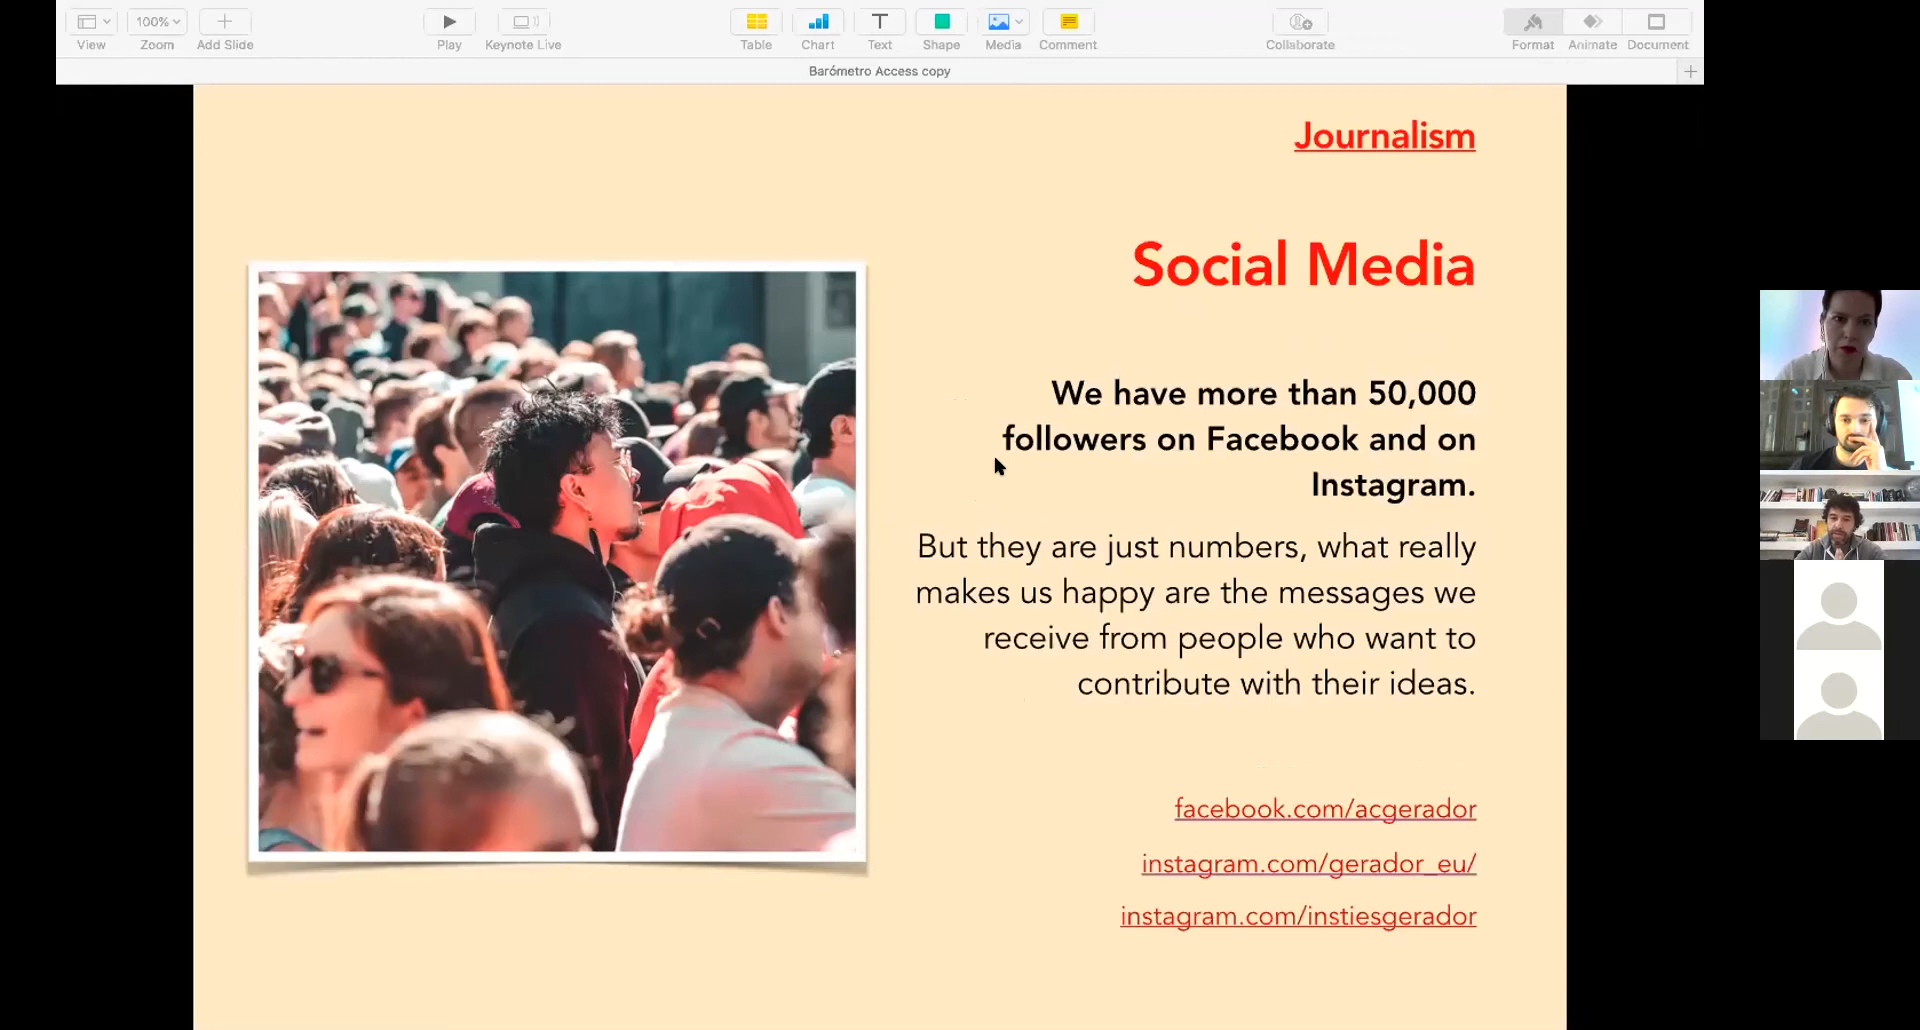 View
100%
Zoom
Add Slide
Play
Keynote Live
Table
Chart
Text
Shape
Media
Comment
Collaborate
Format
Animate
Document
Barómetro Access copy
Journalism
Social Media
We have more than 50,000
followers on Facebook and on
Instagram.
But they are just numbers, what really
makes us happy are the messages we
receive from people who want to
contribute with their ideas.
facebook.com/acgerador
instagram.com/gerador_eu/
instagram.com/instiesgerador